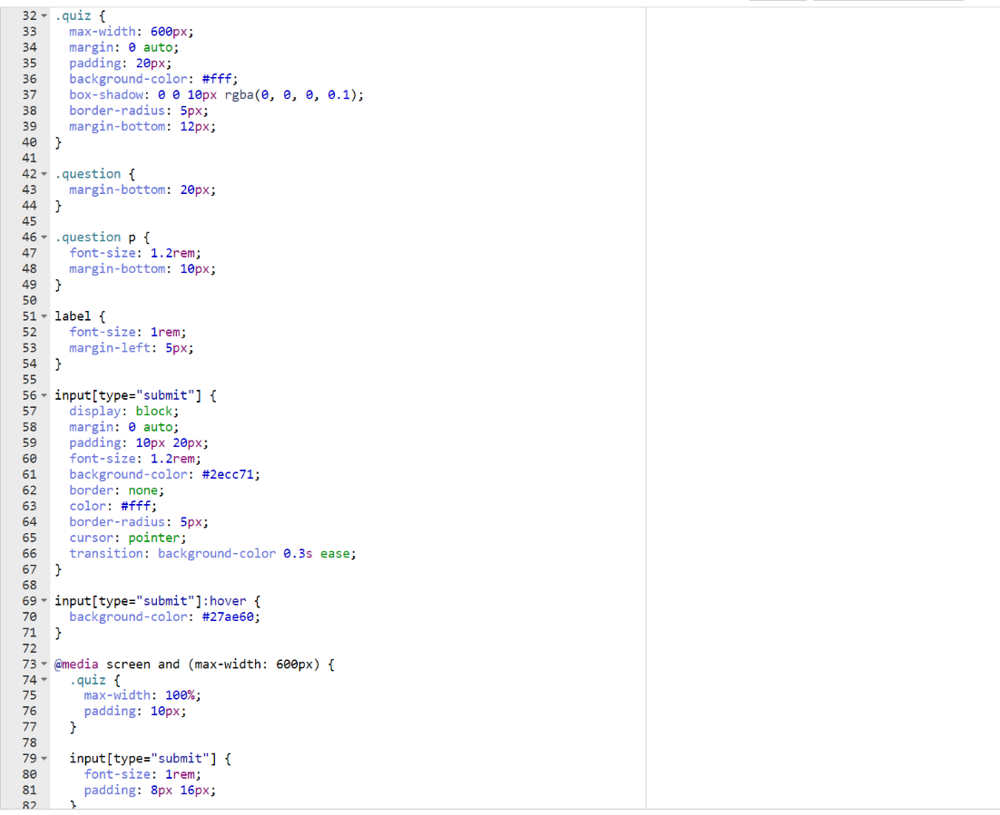 32 .quiz {
33   max-width: 600px;
34   margin: 0 auto;
35   padding: 20px;
36   background-color: #fff;
37   box-shadow: 0 0 10px rgba(0, 0, 0, 0.1);
38   border-radius: 5px;
39   margin-bottom: 12px;
40 }
41
42 .question {
43   margin-bottom: 20px;
44 }
45
46 .question p {
47   font-size: 1.2rem;
48   margin-bottom: 10px;
49 }
50
51 label {
52   font-size: 1rem;
53   margin-left: 5px;
54 }
55
56 input[type="submit"] {
57   display: block;
58   margin: 0 auto;
59   padding: 10px 20px;
60   font-size: 1.2rem;
61   background-color: #2ecc71;
62   border: none;
63   color: #fff;
64   border-radius: 5px;
65   cursor: pointer;
66   transition: background-color 0.3s ease;
67 }
68
69 input[type="submit"]:hover {
70   background-color: #27ae60;
71 }
72
73 @media screen and (max-width: 600px) {
74   .quiz {
75     max-width: 100%;
76     padding: 10px;
77   }
78
79   input[type="submit"] {
80     font-size: 1rem;
81     padding: 8px 16px;
82   }